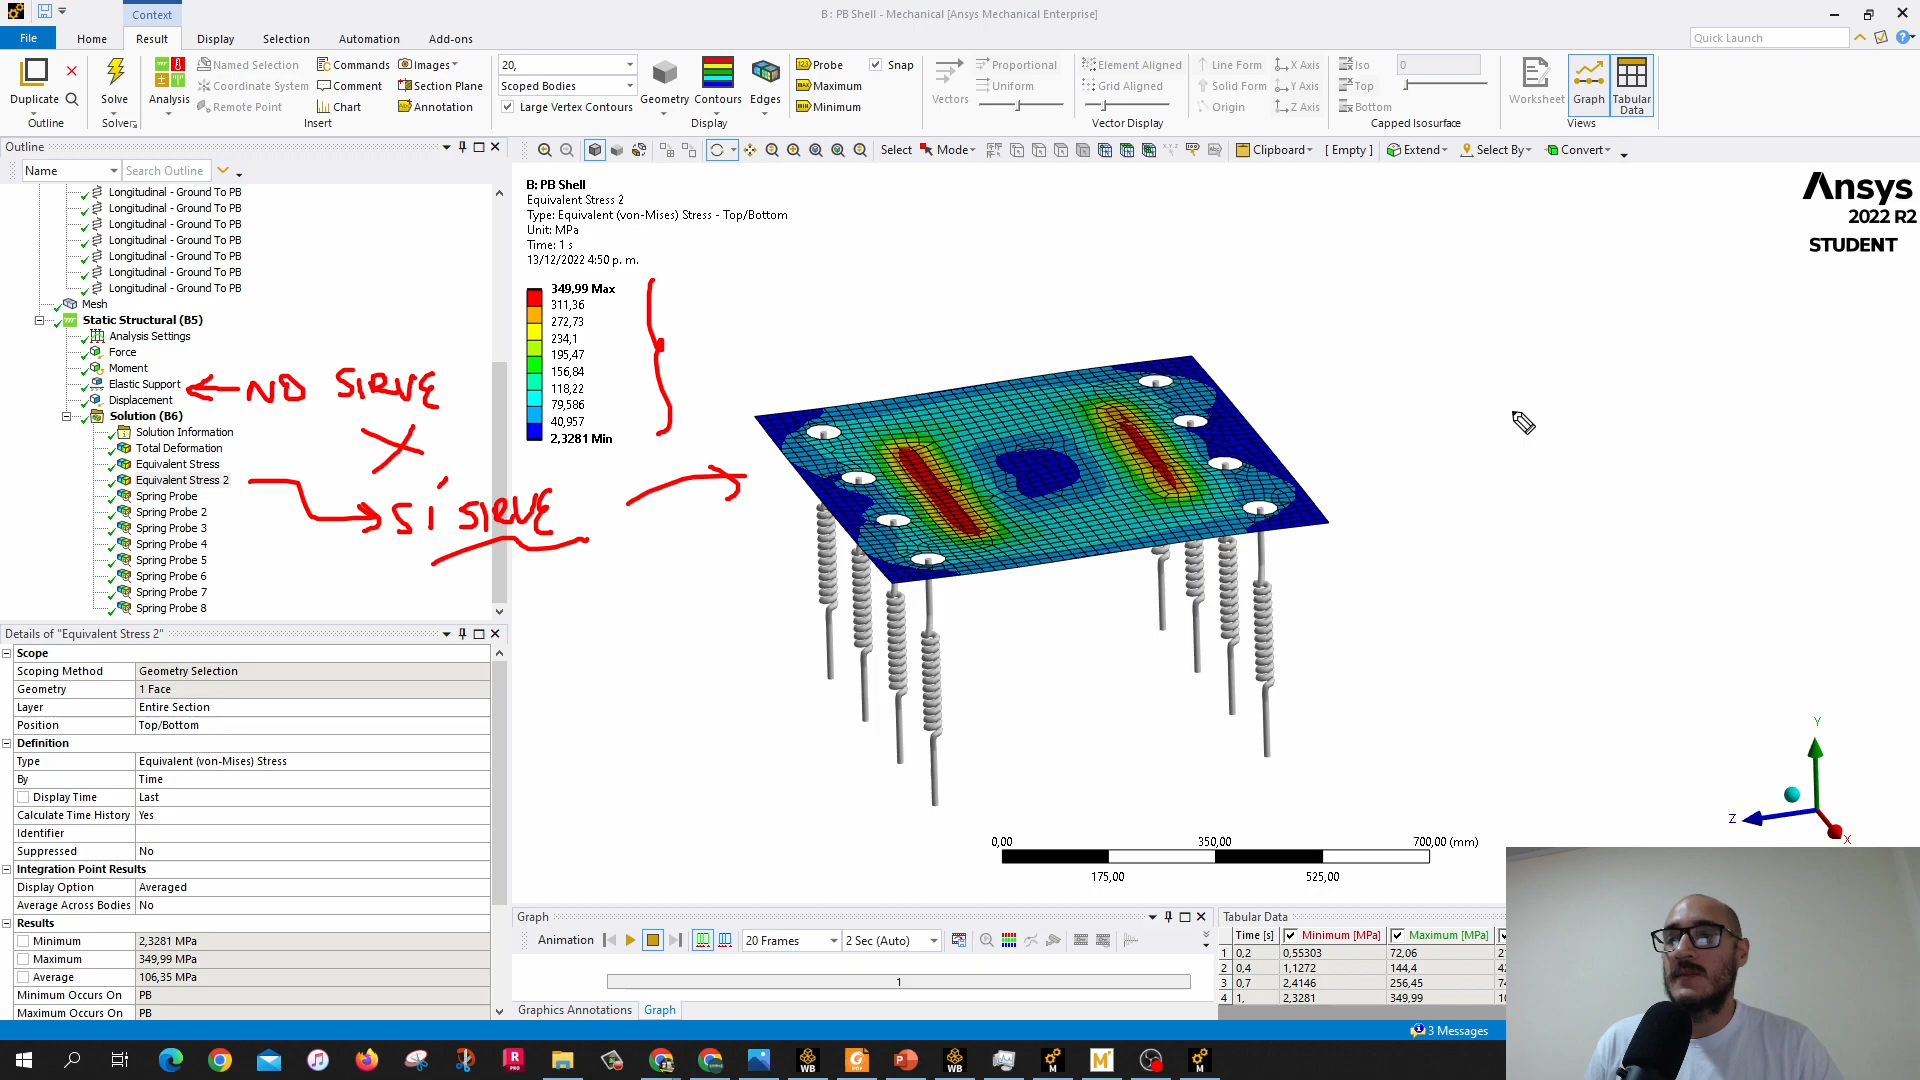 Context
B : PB Shell - Mechanical [Ansys Mechanical Enterprise]
File Home Result Display Selection Automation Add-ons
Quick Launch
Duplicate
Outline
Solve
Solver
Analysis
Named Selection
Coordinate System
Remote Point
Commands
Comment
Chart
Images
Section Plane
Annotation
Insert
20,
Scoped Bodies
Large Vertex Contours
Geometry
Contours
Edges
Display
Probe
Maximum
Minimum
Snap
Vectors
Proportional
Uniform
Element Aligned
Grid Aligned
Line Form
Solid Form
Origin
X Axis
Y Axis
Z Axis
Vector Display
Iso
Top
Bottom
0
Capped Isosurface
Worksheet
Graph
Tabular
Data
Views
Outline
Name
Search Outline
Select Mode Clipboard [ Empty ] Extend Select By Convert
Longitudinal - Ground To PB
Longitudinal - Ground To PB
Longitudinal - Ground To PB
Longitudinal - Ground To PB
Longitudinal - Ground To PB
Longitudinal - Ground To PB
Longitudinal - Ground To PB
Mesh
Static Structural (B5)
Analysis Settings
Force
Moment
Elastic Support
Displacement
Solution (B6)
Solution Information
Total Deformation
Equivalent Stress
Equivalent Stress 2
Spring Probe
Spring Probe 2
Spring Probe 3
Spring Probe 4
Spring Probe 5
Spring Probe 6
Spring Probe 7
Spring Probe 8
NO SIRVE
SÍ SIRVE
Details of "Equivalent Stress 2"
Scope
Scoping Method Geometry Selection
Geometry 1 Face
Layer Entire Section
Position Top/Bottom
Definition
Type Equivalent (von-Mises) Stress
By Time
Display Time Last
Calculate Time History Yes
Identifier
Suppressed No
Integration Point Results
Display Option Averaged
Average Across Bodies No
Results
Minimum 2,3281 MPa
Maximum 349,99 MPa
Average 106,35 MPa
Minimum Occurs On PB
Maximum Occurs On PB
B: PB Shell
Equivalent Stress 2
Type: Equivalent (von-Mises) Stress - Top/Bottom
Unit: MPa
Time: 1 s
13/12/2022 4:50 p. m.
349,99 Max
311,36
272,73
234,1
195,47
156,84
118,22
79,586
40,957
2,3281 Min
Ansys
2022 R2
STUDENT
Y
Z
X
0,00 350,00 700,00 (mm)
175,00 525,00
Graph
Animation 20 Frames 2 Sec (Auto)
1
Graphics Annotations Graph
Tabular Data
Time [s] Minimum [MPa] Maximum [MPa]
1 0,2 0,55303 72,06
2 0,4 1,1272 144,4
3 0,7 2,4146 256,45
4 1, 2,3281 349,99
3 Messages